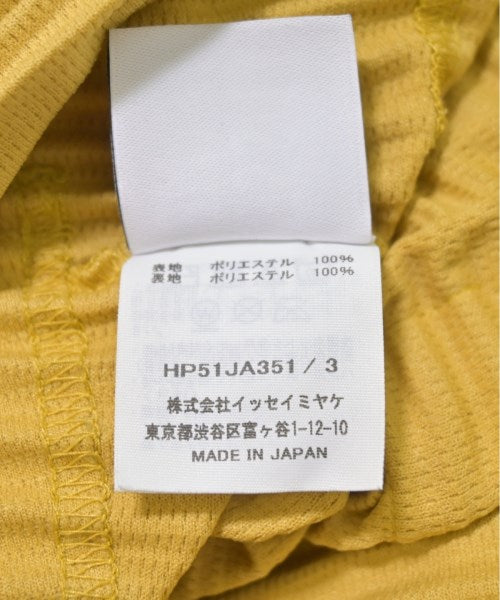 表地 ポリエステル 100%
裏地 ポリエステル 100%
HP51JA351 / 3
株式会社イッセイミヤケ
東京都渋谷区富ヶ谷1-12-10
MADE IN JAPAN